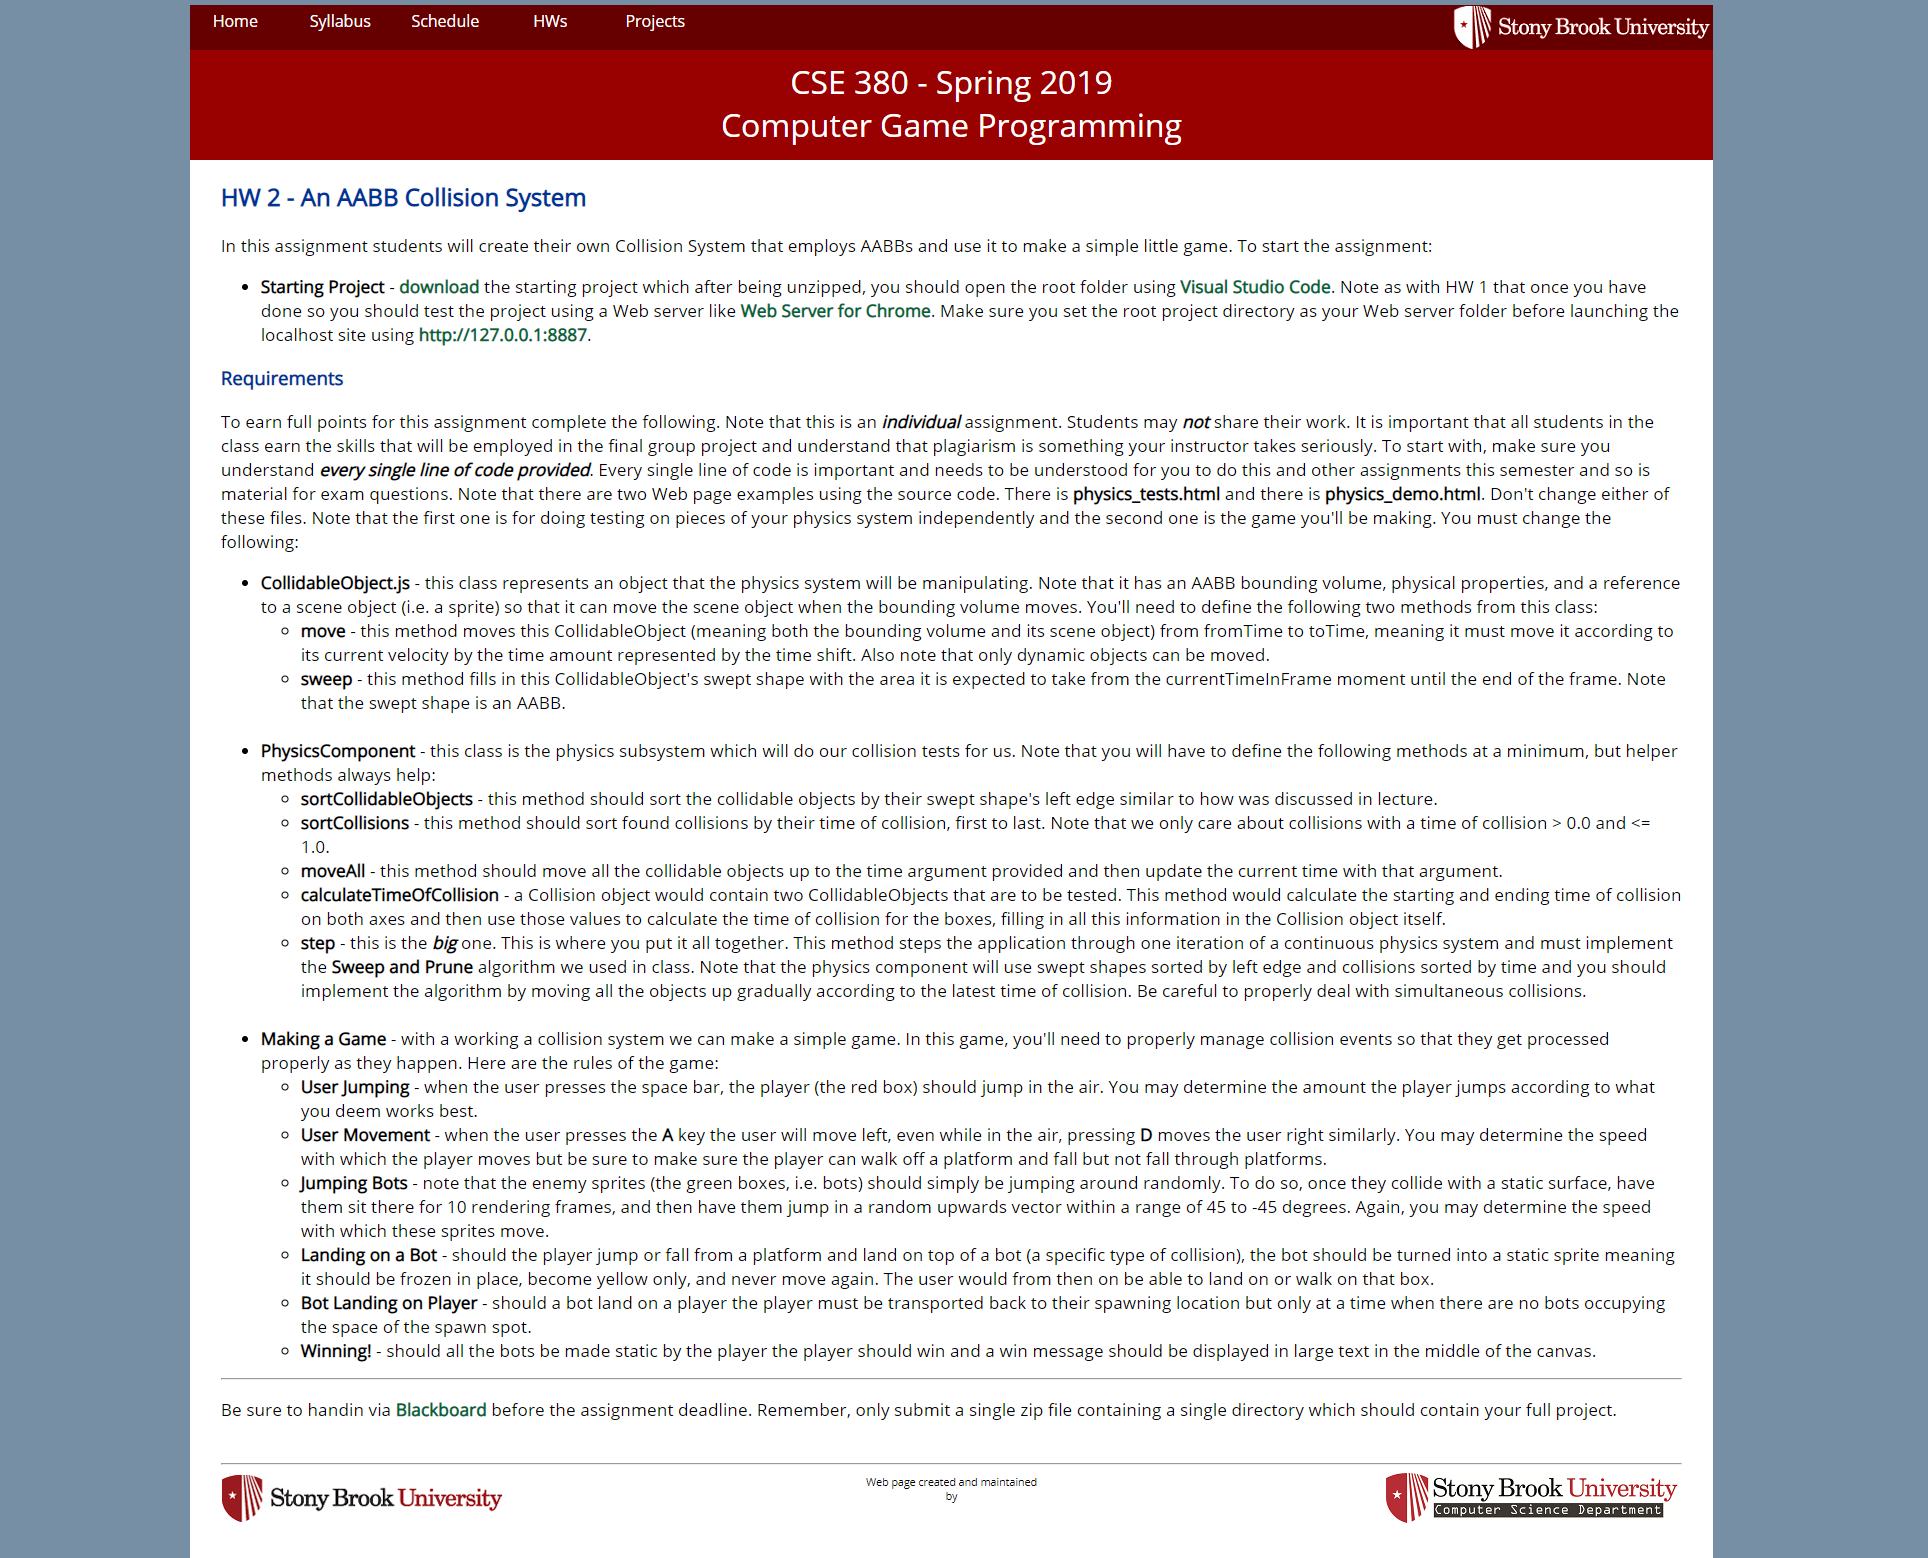 Home Syllabus Schedule HWs Projects
Stony Brook University
CSE 380 - Spring 2019
Computer Game Programming
HW 2 - An AABB Collision System
In this assignment students will create their own Collision System that employs AABBs and use it to make a simple little game. To start the assignment:
• Starting Project - download the starting project which after being unzipped, you should open the root folder using Visual Studio Code. Note as with HW 1 that once you have
done so you should test the project using a Web server like Web Server for Chrome. Make sure you set the root project directory as your Web server folder before launching the
localhost site using http://127.0.0.1:8887.
Requirements
To earn full points for this assignment complete the following. Note that this is an individual assignment. Students may not share their work. It is important that all students in the
class earn the skills that will be employed in the final group project and understand that plagiarism is something your instructor takes seriously. To start with, make sure you
understand every single line of code provided. Every single line of code is important and needs to be understood for you to do this and other assignments this semester and so is
material for exam questions. Note that there are two Web page examples using the source code. There is physics_tests.html and there is physics_demo.html. Don't change either of
these files. Note that the first one is for doing testing on pieces of your physics system independently and the second one is the game you'll be making. You must change the
following:
• CollidableObject.js - this class represents an object that the physics system will be manipulating. Note that it has an AABB bounding volume, physical properties, and a reference
to a scene object (i.e. a sprite) so that it can move the scene object when the bounding volume moves. You'll need to define the following two methods from this class:
◦ move - this method moves this CollidableObject (meaning both the bounding volume and its scene object) from fromTime to toTime, meaning it must move it according to
its current velocity by the time amount represented by the time shift. Also note that only dynamic objects can be moved.
◦ sweep - this method fills in this CollidableObject's swept shape with the area it is expected to take from the currentTimeInFrame moment until the end of the frame. Note
that the swept shape is an AABB.
• PhysicsComponent - this class is the physics subsystem which will do our collision tests for us. Note that you will have to define the following methods at a minimum, but helper
methods always help:
◦ sortCollidableObjects - this method should sort the collidable objects by their swept shape's left edge similar to how was discussed in lecture.
◦ sortCollisions - this method should sort found collisions by their time of collision, first to last. Note that we only care about collisions with a time of collision > 0.0 and <=
1.0.
◦ moveAll - this method should move all the collidable objects up to the time argument provided and then update the current time with that argument.
◦ calculateTimeOfCollision - a Collision object would contain two CollidableObjects that are to be tested. This method would calculate the starting and ending time of collision
on both axes and then use those values to calculate the time of collision for the boxes, filling in all this information in the Collision object itself.
◦ step - this is the big one. This is where you put it all together. This method steps the application through one iteration of a continuous physics system and must implement
the Sweep and Prune algorithm we used in class. Note that the physics component will use swept shapes sorted by left edge and collisions sorted by time and you should
implement the algorithm by moving all the objects up gradually according to the latest time of collision. Be careful to properly deal with simultaneous collisions.
• Making a Game - with a working a collision system we can make a simple game. In this game, you'll need to properly manage collision events so that they get processed
properly as they happen. Here are the rules of the game:
◦ User Jumping - when the user presses the space bar, the player (the red box) should jump in the air. You may determine the amount the player jumps according to what
you deem works best.
◦ User Movement - when the user presses the A key the user will move left, even while in the air, pressing D moves the user right similarly. You may determine the speed
with which the player moves but be sure to make sure the player can walk off a platform and fall but not fall through platforms.
◦ Jumping Bots - note that the enemy sprites (the green boxes, i.e. bots) should simply be jumping around randomly. To do so, once they collide with a static surface, have
them sit there for 10 rendering frames, and then have them jump in a random upwards vector within a range of 45 to -45 degrees. Again, you may determine the speed
with which these sprites move.
◦ Landing on a Bot - should the player jump or fall from a platform and land on top of a bot (a specific type of collision), the bot should be turned into a static sprite meaning
it should be frozen in place, become yellow only, and never move again. The user would from then on be able to land on or walk on that box.
◦ Bot Landing on Player - should a bot land on a player the player must be transported back to their spawning location but only at a time when there are no bots occupying
the space of the spawn spot.
◦ Winning! - should all the bots be made static by the player the player should win and a win message should be displayed in large text in the middle of the canvas.
Be sure to handin via Blackboard before the assignment deadline. Remember, only submit a single zip file containing a single directory which should contain your full project.
Stony Brook University
Web page created and maintained
by
Stony Brook University
Computer Science Department